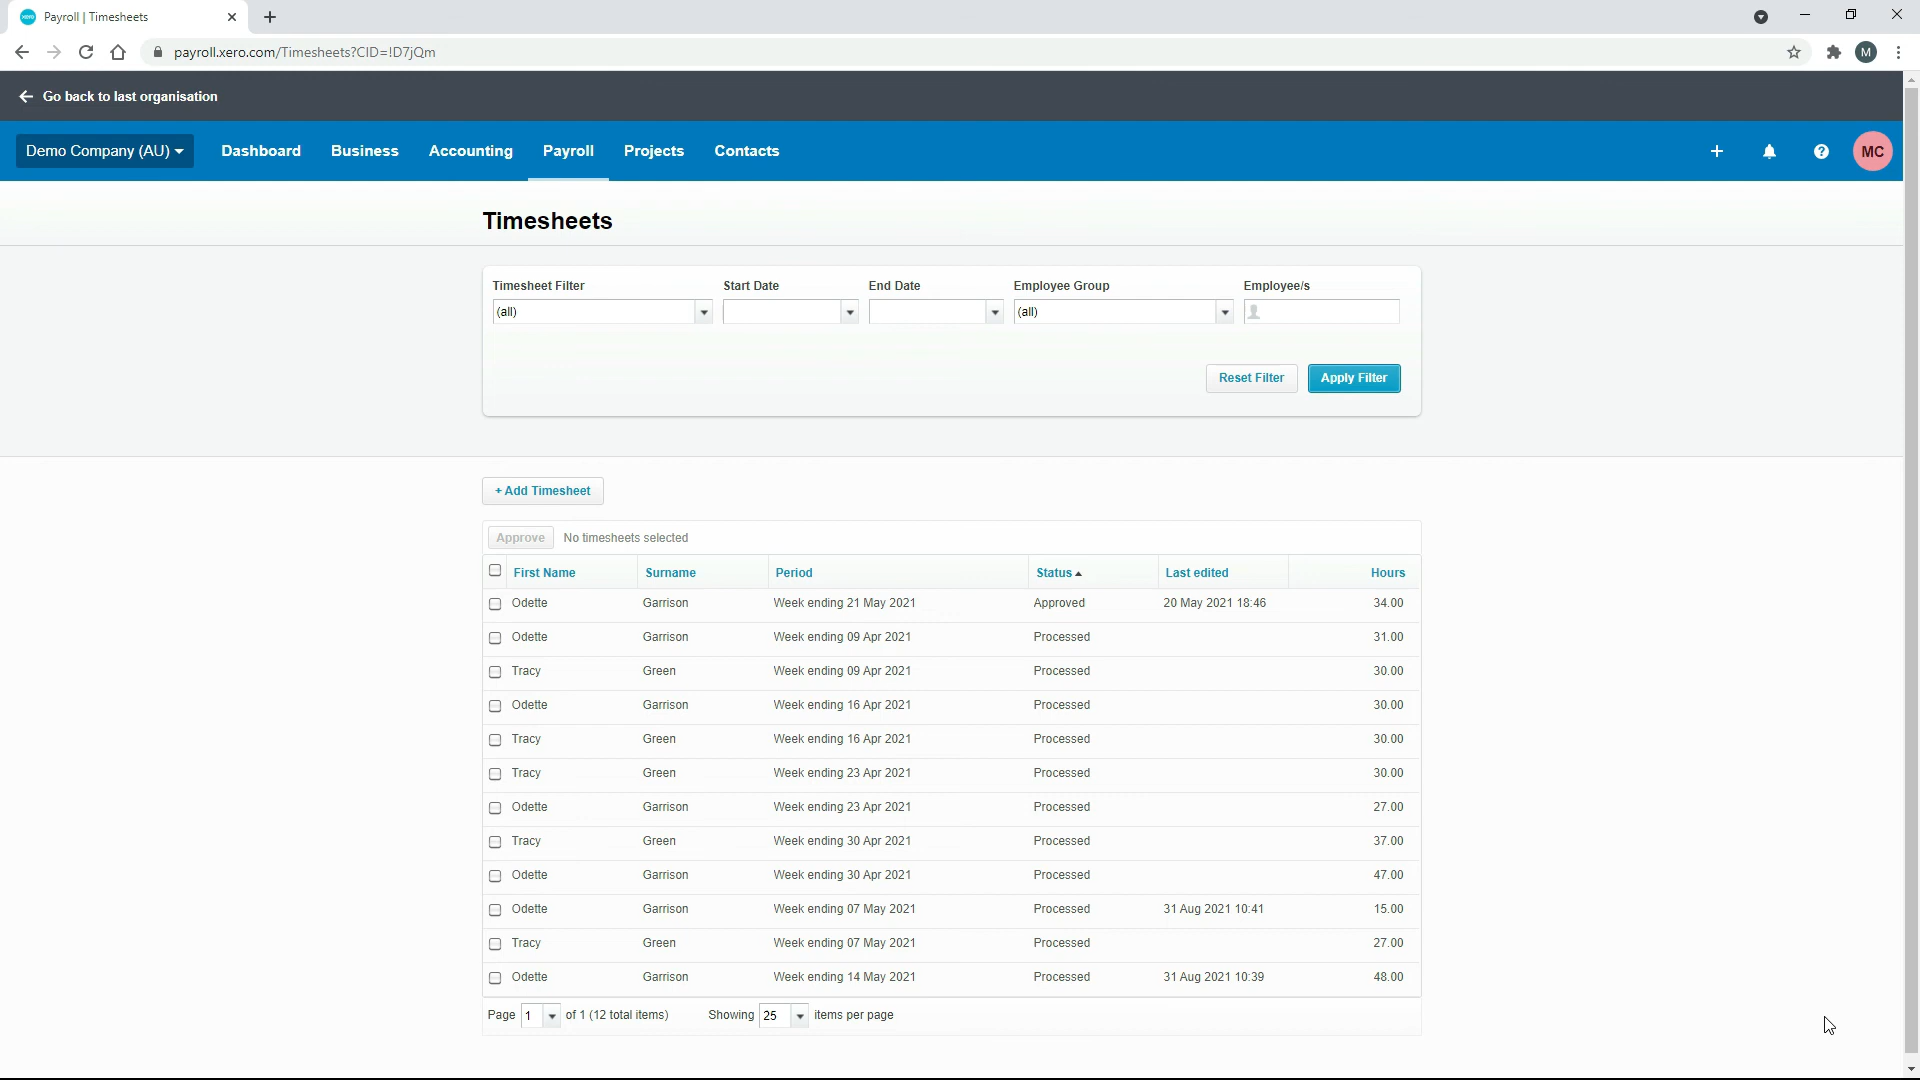 Payroll | Timesheets
payroll.xero.com/Timesheets?CID=!D7jQm
M
Go back to last organisation
Demo Company (AU) Dashboard Business Accounting Payroll Projects Contacts + ? MC
Timesheets
Timesheet Filter Start Date End Date Employee Group Employee/s
(all) (all)
Reset Filter Apply Filter
+ Add Timesheet
Approve No timesheets selected
First Name Surname Period Status Last edited Hours
Odette Garrison Week ending 21 May 2021 Approved 20 May 2021 18:46 34.00
Odette Garrison Week ending 09 Apr 2021 Processed 31.00
Tracy Green Week ending 09 Apr 2021 Processed 30.00
Odette Garrison Week ending 16 Apr 2021 Processed 30.00
Tracy Green Week ending 16 Apr 2021 Processed 30.00
Tracy Green Week ending 23 Apr 2021 Processed 30.00
Odette Garrison Week ending 23 Apr 2021 Processed 27.00
Tracy Green Week ending 30 Apr 2021 Processed 37.00
Odette Garrison Week ending 30 Apr 2021 Processed 47.00
Odette Garrison Week ending 07 May 2021 Processed 31 Aug 2021 10:41 15.00
Tracy Green Week ending 07 May 2021 Processed 27.00
Odette Garrison Week ending 14 May 2021 Processed 31 Aug 2021 10:39 48.00
Page 1 of 1 (12 total items) Showing 25 items per page